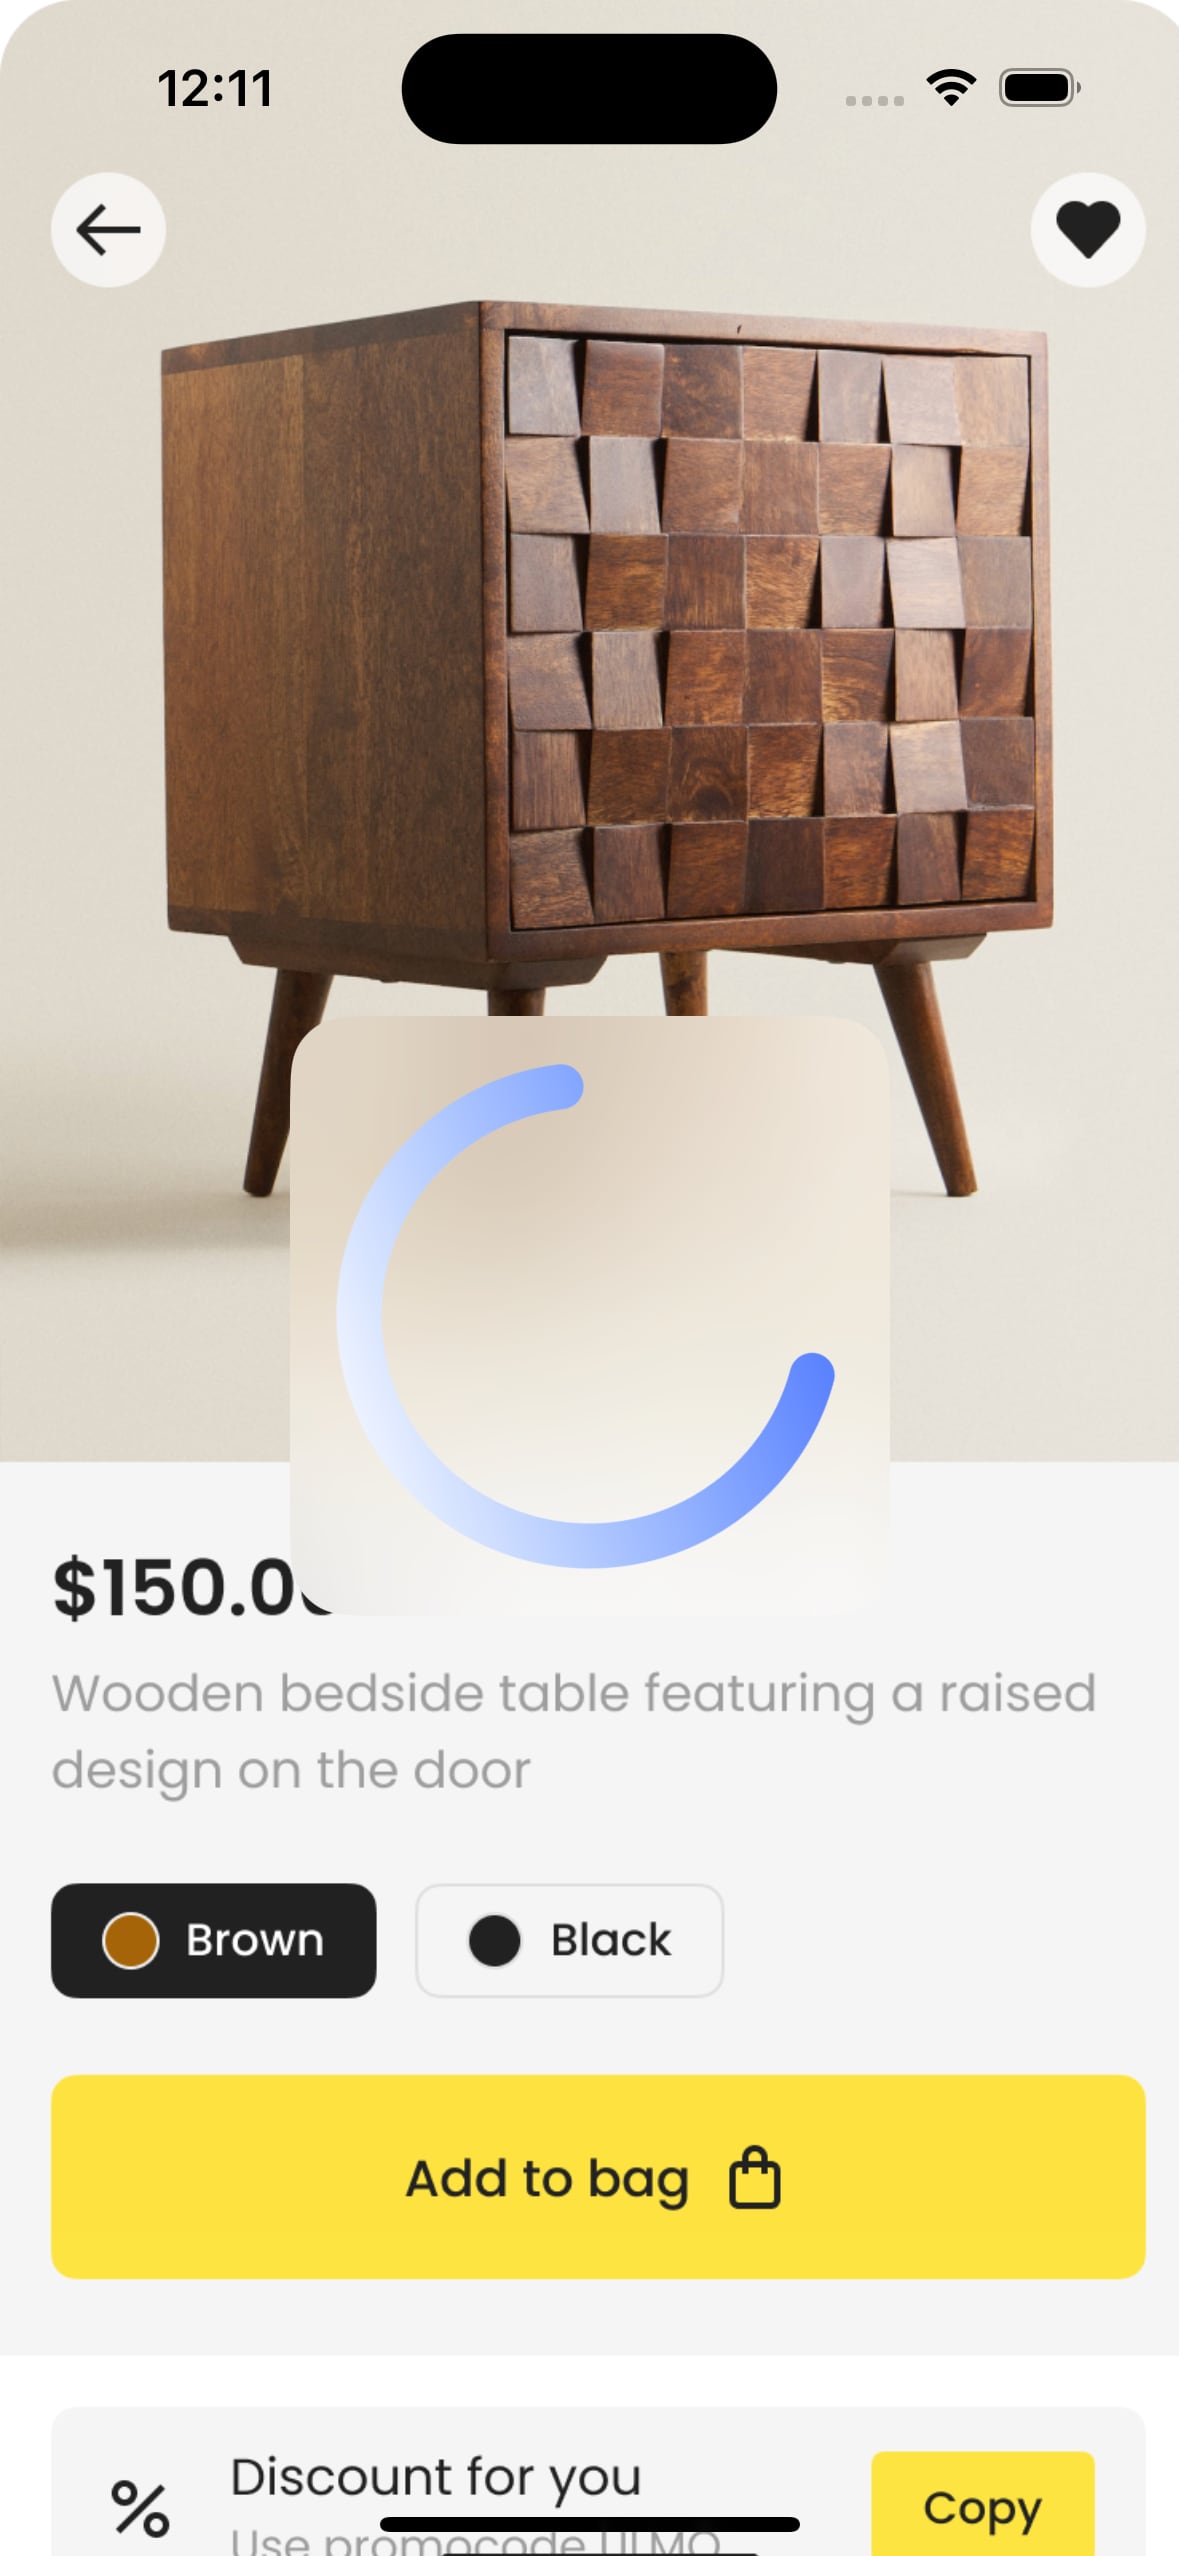 12:11
$150.0
Wooden bedside table featuring a raised
design on the door
Brown
Black
Add to bag
Discount for you
Use promocode ULMO
Copy